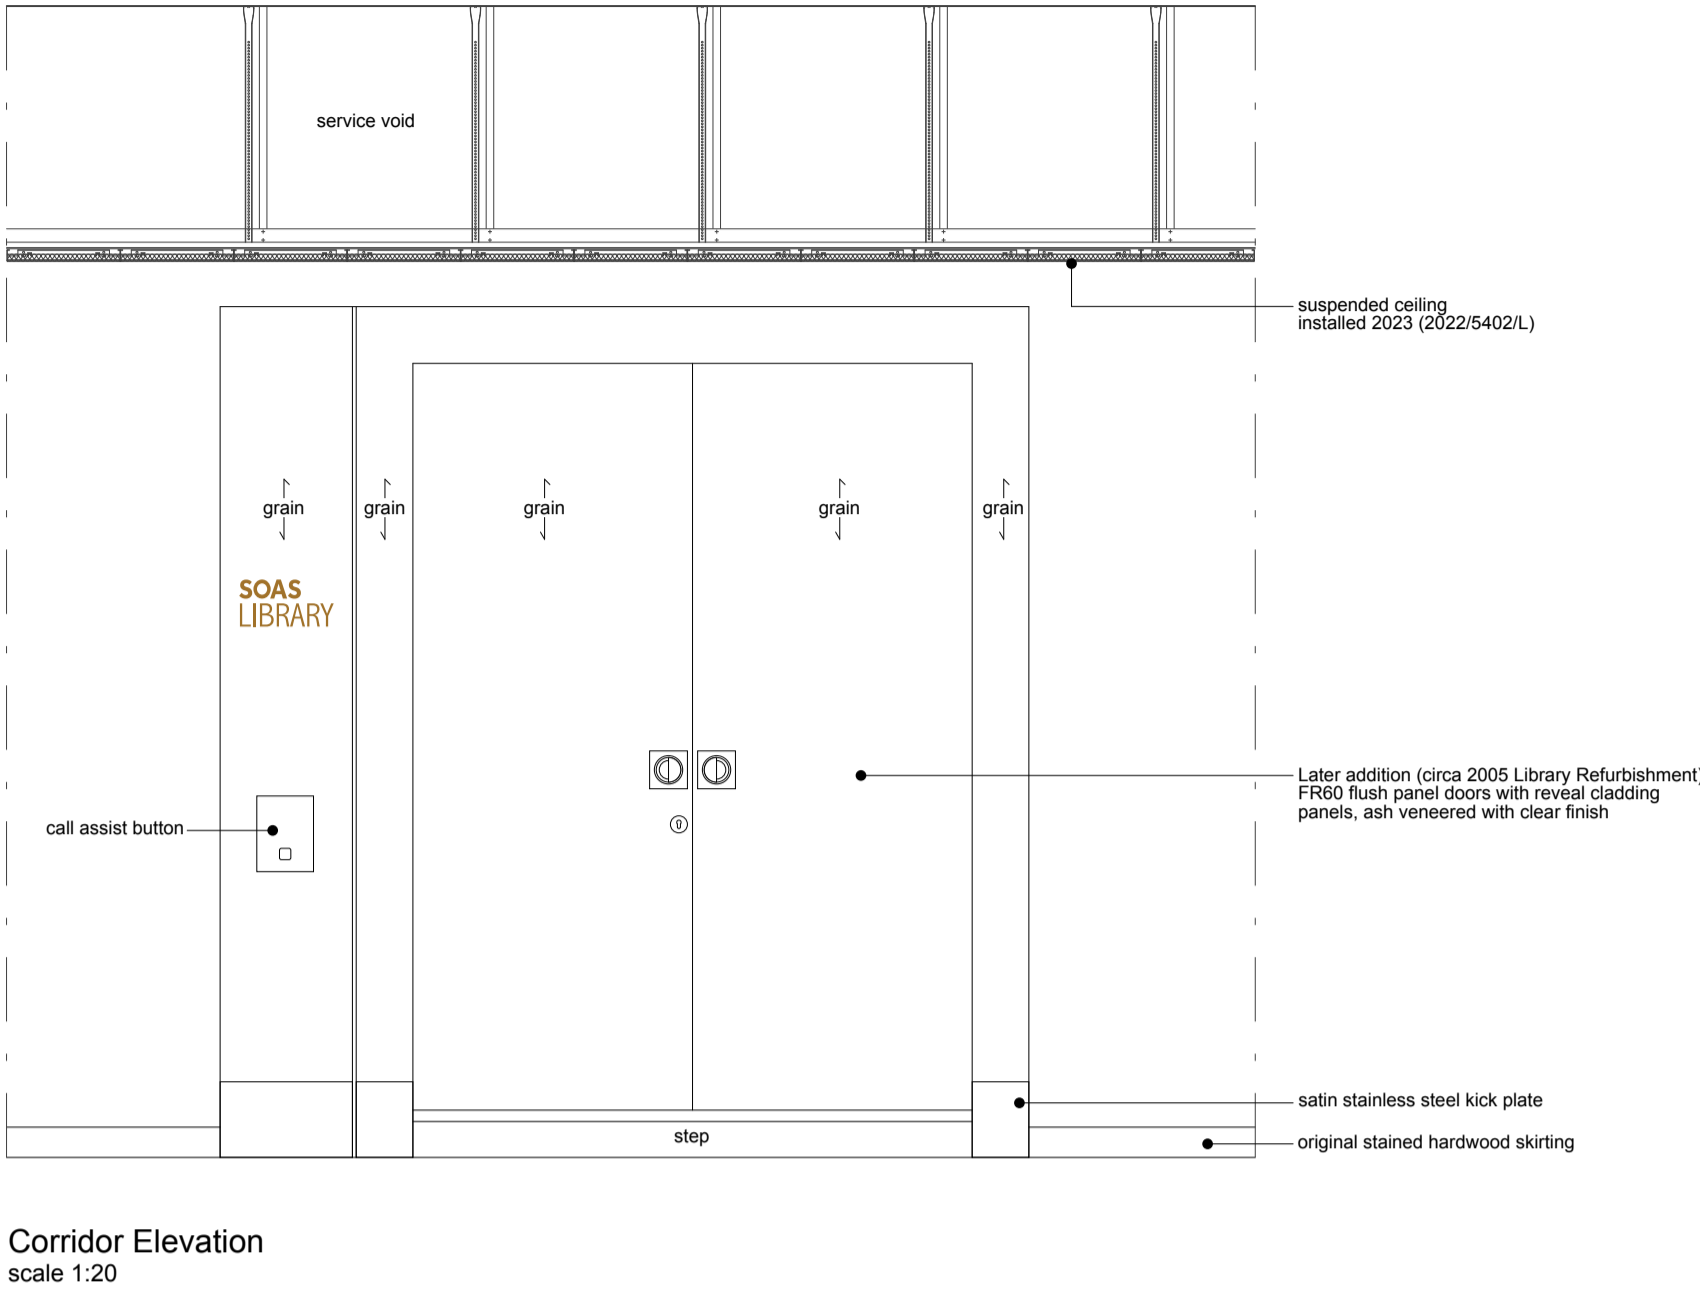 service void
suspended ceiling
installed 2023 (2022/5402/L)
grain
grain
grain
grain
grain
SOAS
LIBRARY
Later addition (circa 2005 Library Refurbishment)
FR60 flush panel doors with reveal cladding
panels, ash veneered with clear finish
call assist button
satin stainless steel kick plate
step
original stained hardwood skirting
Corridor Elevation
scale 1:20